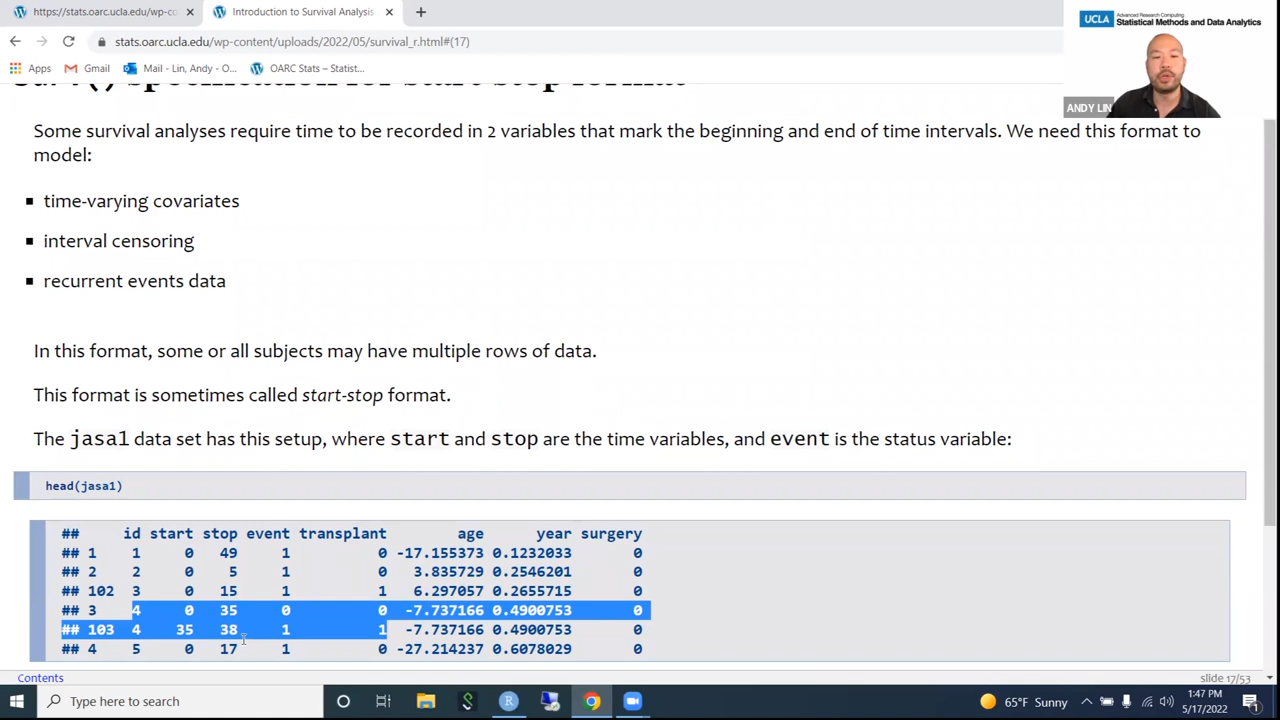 https://stats.oarc.ucla.edu/wp-co
Introduction to Survival Analysis
stats.oarc.ucla.edu/wp-content/uploads/2022/05/survival_r.html#(17)
Apps
Gmail
Mail - Lin, Andy - O...
OARC Stats – Statist...
UCLA
Advanced Research Computing
Statistical Methods and Data Analytics
ANDY LIN
Surv() specification for start-stop format
Some survival analyses require time to be recorded in 2 variables that mark the beginning and end of time intervals. We need this format to
model:
time-varying covariates
interval censoring
recurrent events data
In this format, some or all subjects may have multiple rows of data.
This format is sometimes called start-stop format.
The jasa1 data set has this setup, where start and stop are the time variables, and event is the status variable:
head(jasa1)
## id start stop event transplant age year surgery
## 1 1 0 49 1 0 -17.155373 0.1232033 0
## 2 2 0 5 1 0 3.835729 0.2546201 0
## 102 3 0 15 1 1 6.297057 0.2655715 0
## 3 4 0 35 0 0 -7.737166 0.4900753 0
## 103 4 35 38 1 1 -7.737166 0.4900753 0
## 4 5 0 17 1 0 -27.214237 0.6078029 0
Contents
slide 17/53
Type here to search
65°F Sunny
1:47 PM
5/17/2022